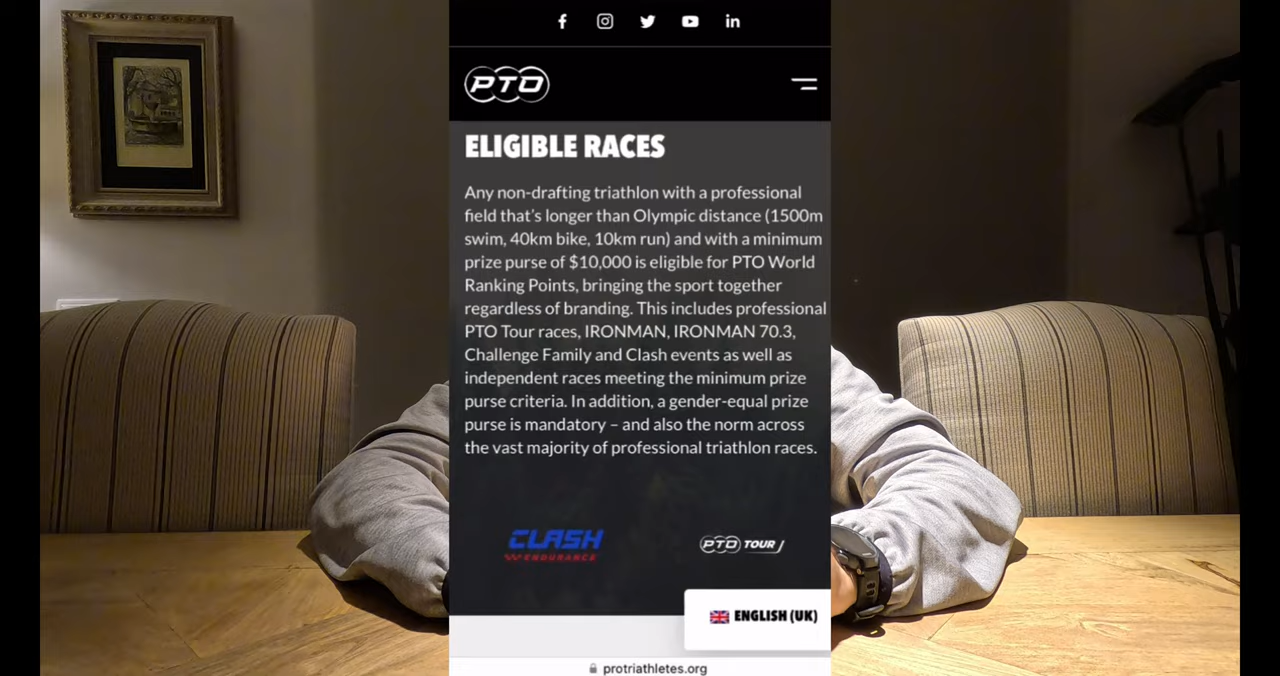 PTO
ELIGIBLE RACES
Any non-drafting triathlon with a professional
field that's longer than Olympic distance (1500m
swim, 40km bike, 10km run) and with a minimum
prize purse of $10,000 is eligible for PTO World
Ranking Points, bringing the sport together
regardless of branding. This includes professional
PTO Tour races, IRONMAN, IRONMAN 70.3,
Challenge Family and Clash events as well as
independent races meeting the minimum prize
purse criteria. In addition, a gender-equal prize
purse is mandatory – and also the norm across
the vast majority of professional triathlon races.
CLASH
ENDURANCE
PTO TOUR
ENGLISH (UK)
protriathletes.org